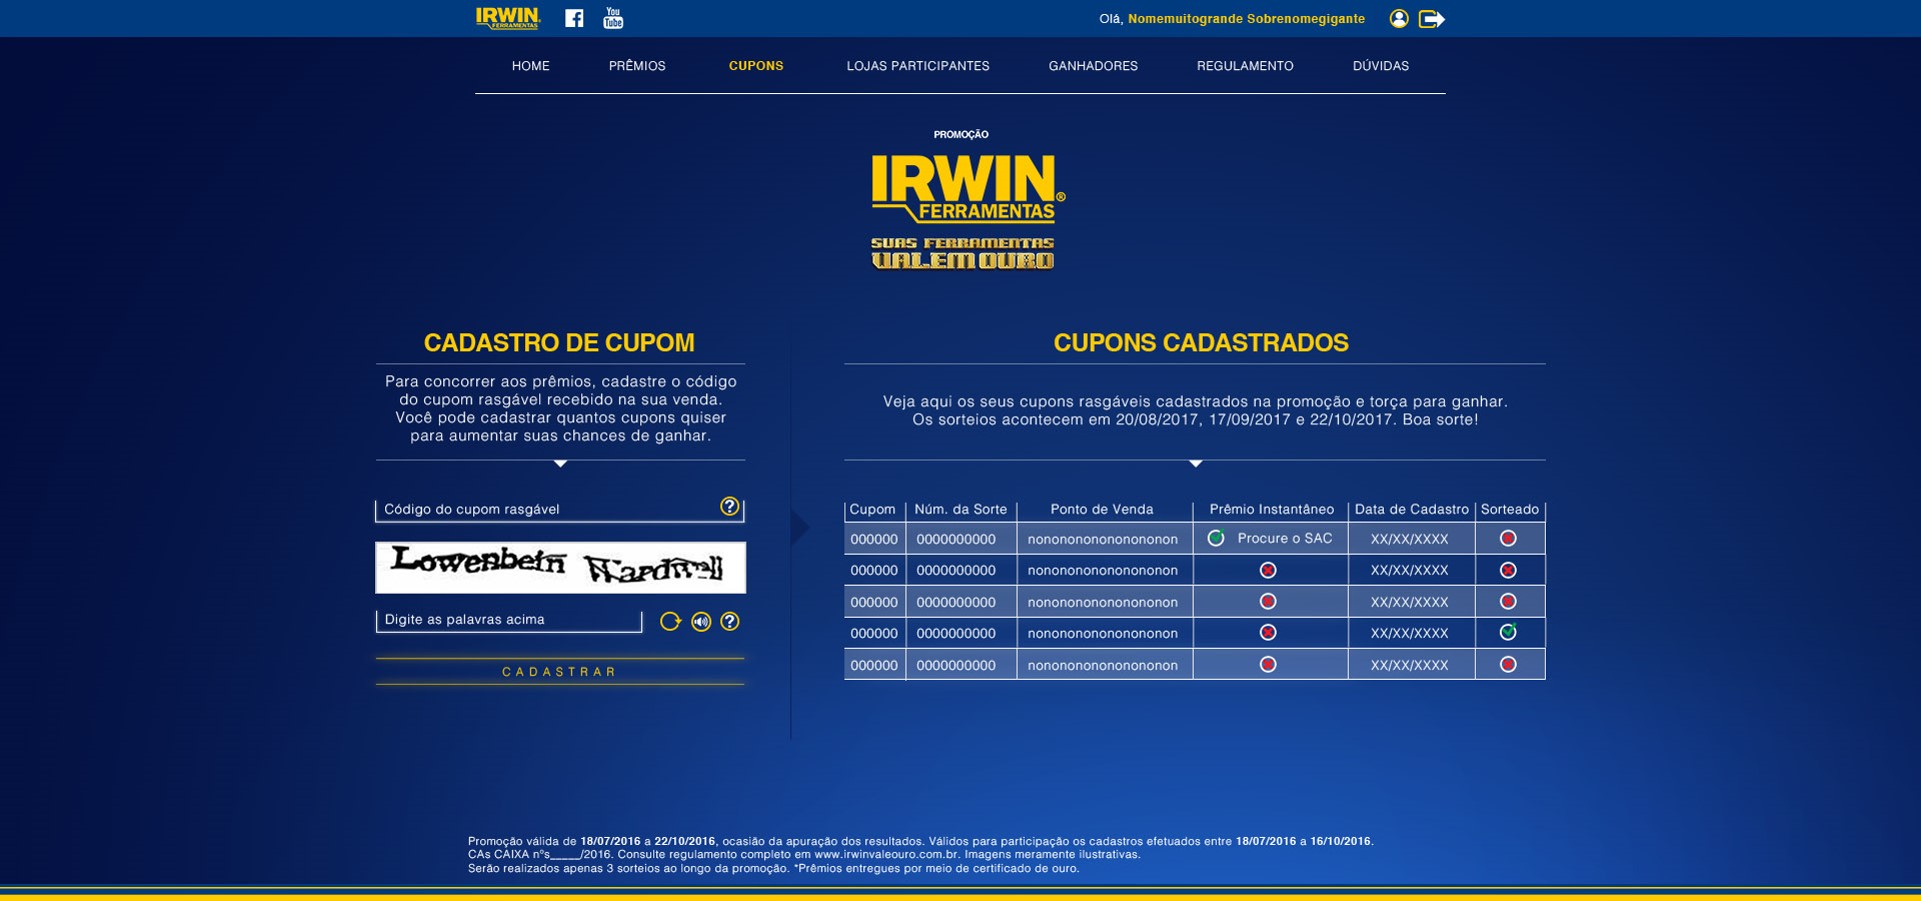 IRWIN
FERRAMENTAS
You
Tube
Olá, Nomemuitogrande Sobrenomegigante
HOME PRÊMIOS CUPONS LOJAS PARTICIPANTES GANHADORES REGULAMENTO DÚVIDAS
PROMOÇÃO
IRWIN®
FERRAMENTAS
SUAS FERRAMENTAS
VALEM OURO
CADASTRO DE CUPOM
Para concorrer aos prêmios, cadastre o código
do cupom rasgável recebido na sua venda.
Você pode cadastrar quantos cupons quiser
para aumentar suas chances de ganhar.
Código do cupom rasgável ?
Lowenbein Wardwell
Digite as palavras acima ?
CADASTRAR
CUPONS CADASTRADOS
Veja aqui os seus cupons rasgáveis cadastrados na promoção e torça para ganhar.
Os sorteios acontecem em 20/08/2017, 17/09/2017 e 22/10/2017. Boa sorte!
Cupom Núm. da Sorte Ponto de Venda Prêmio Instantâneo Data de Cadastro Sorteado
000000 0000000000 nonononononononon Procure o SAC XX/XX/XXXX
000000 0000000000 nonononononononon XX/XX/XXXX
000000 0000000000 nonononononononon XX/XX/XXXX
000000 0000000000 nonononononononon XX/XX/XXXX
000000 0000000000 nonononononononon XX/XX/XXXX
Promoção válida de 18/07/2016 a 22/10/2016, ocasião da apuração dos resultados. Válidos para participação os cadastros efetuados entre 18/07/2016 a 16/10/2016.
CAs CAIXA nºs_____/2016. Consulte regulamento completo em www.irwinvaleouro.com.br. Imagens meramente ilustrativas.
Serão realizados apenas 3 sorteios ao longo da promoção. *Prêmios entregues por meio de certificado de ouro.